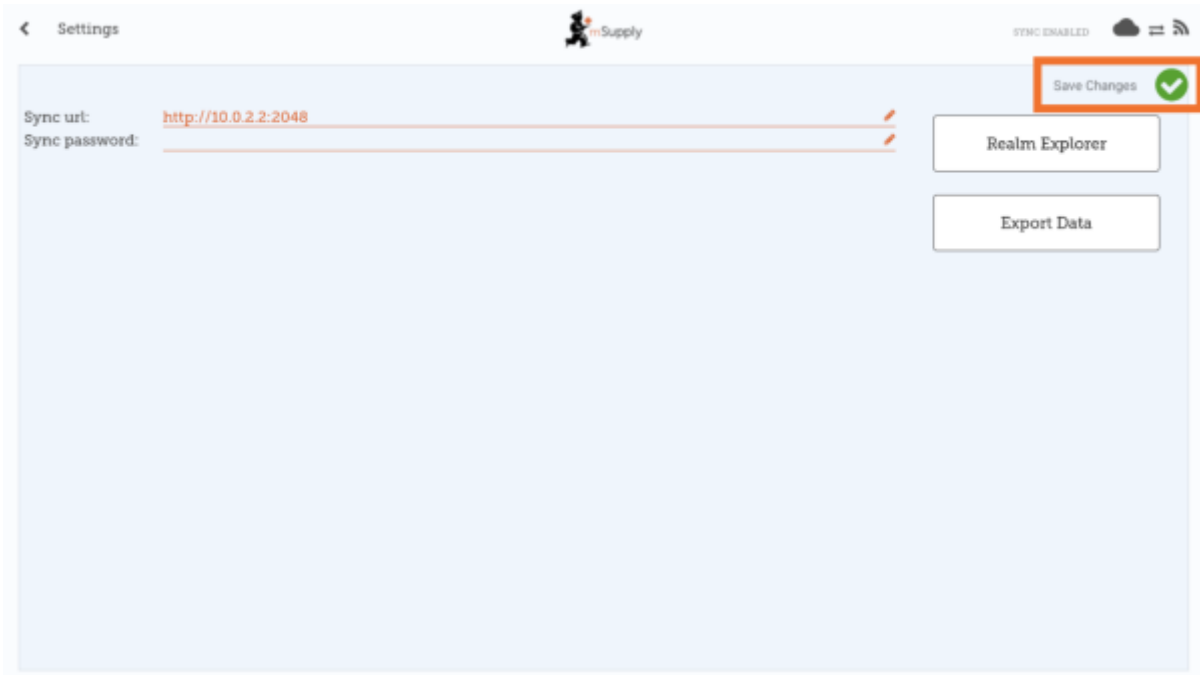 Settings
mSupply
SYNC ENABLED
Save Changes
Sync url: http://10.0.2.2:2048
Sync password:
Realm Explorer
Export Data